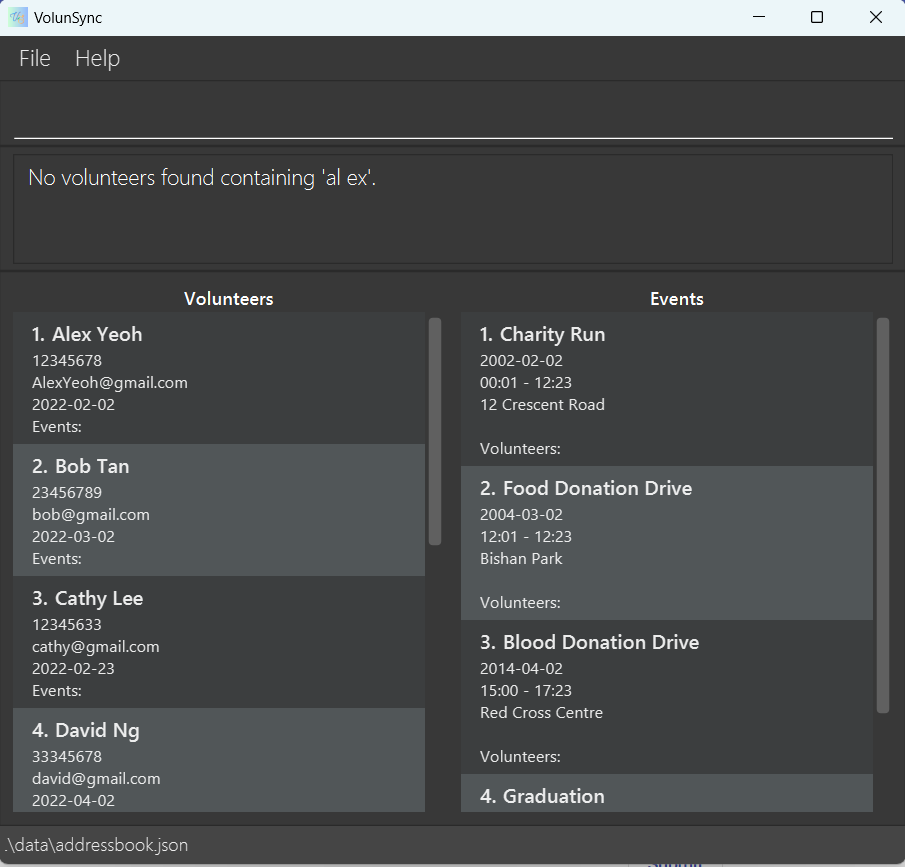 VolunSync
File Help
No volunteers found containing 'al ex'.
Volunteers
1. Alex Yeoh
12345678
AlexYeoh@gmail.com
2022-02-02
Events:
2. Bob Tan
23456789
bob@gmail.com
2022-03-02
Events:
3. Cathy Lee
12345633
cathy@gmail.com
2022-02-23
Events:
4. David Ng
33345678
david@gmail.com
2022-04-02
Events
1. Charity Run
2002-02-02
00:01 - 12:23
12 Crescent Road
Volunteers:
2. Food Donation Drive
2004-03-02
12:01 - 12:23
Bishan Park
Volunteers:
3. Blood Donation Drive
2014-04-02
15:00 - 17:23
Red Cross Centre
Volunteers:
4. Graduation
.\data\addressbook.json